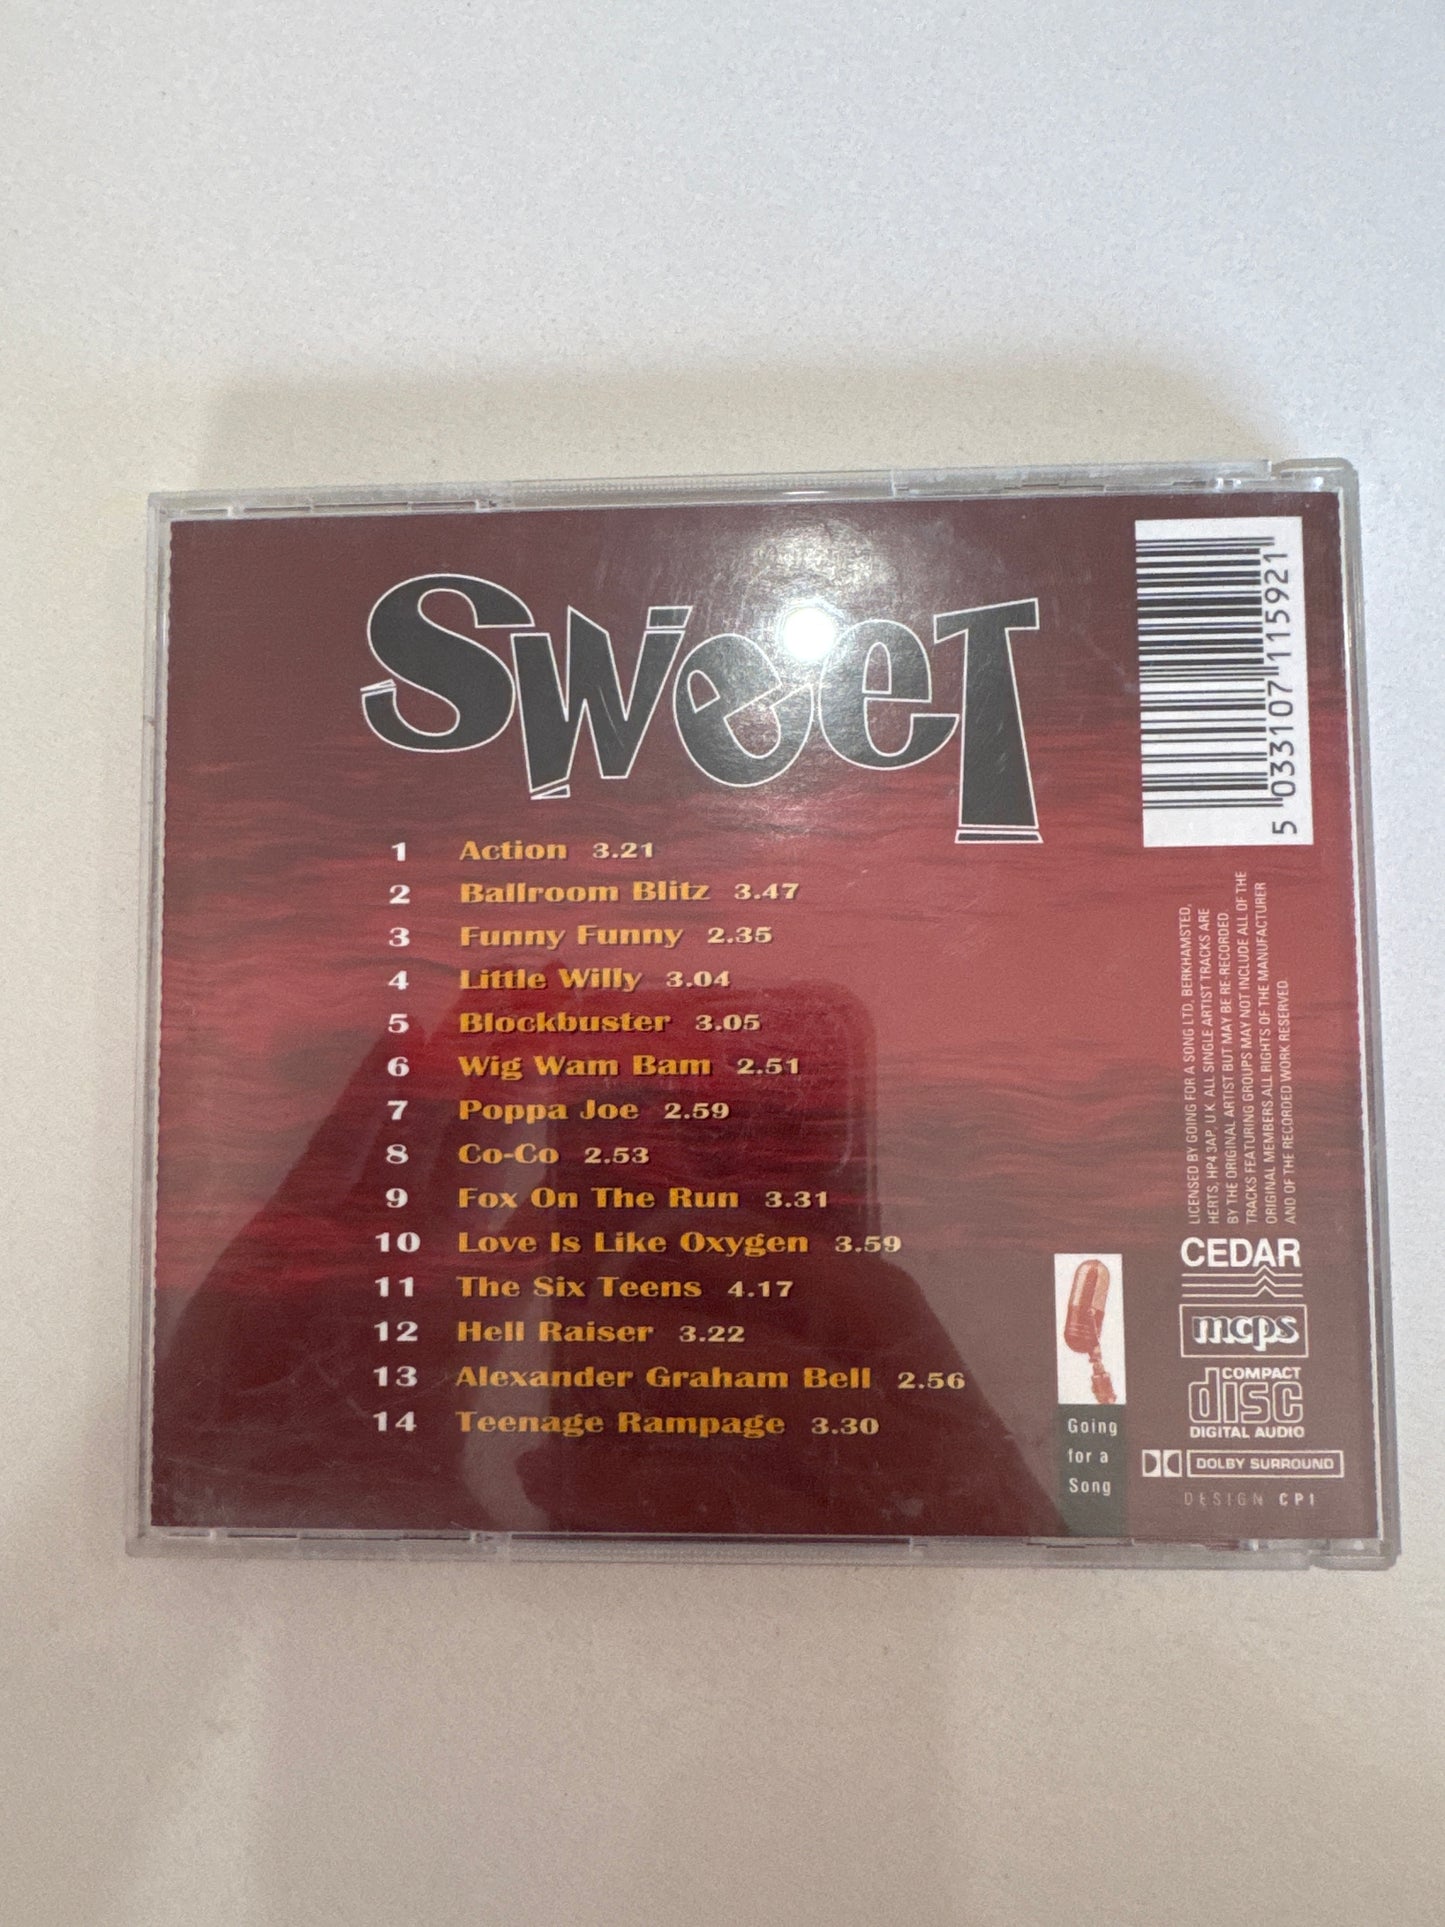 Sweet
1 Action 3.21
2 Ballroom Blitz 3.47
3 Funny Funny 2.35
4 Little Willy 3.04
5 Blockbuster 3.05
6 Wig Wam Bam 2.51
7 Poppa Joe 2.59
8 Co-Co 2.53
9 Fox On The Run 3.31
10 Love Is Like Oxygen 3.59
11 The Six Teens 4.17
12 Hell Raiser 3.22
13 Alexander Graham Bell 2.56
14 Teenage Rampage 3.30
5 033107 115921
LICENSED BY GOING FOR A SONG LTD, BERKHAMSTED,
HERTS, HP4 3AP, U.K. ALL SINGLE ARTIST TRACKS ARE
BY THE ORIGINAL ARTIST BUT MAY BE RE-RECORDED.
TRACKS FEATURING GROUPS MAY NOT INCLUDE ALL OF THE
ORIGINAL MEMBERS ALL RIGHTS OF THE MANUFACTURER
AND OF THE RECORDED WORK RESERVED.
Going
for a
Song
CEDAR
mcps
COMPACT
disc
DIGITAL AUDIO
DOLBY SURROUND
DESIGN CPI